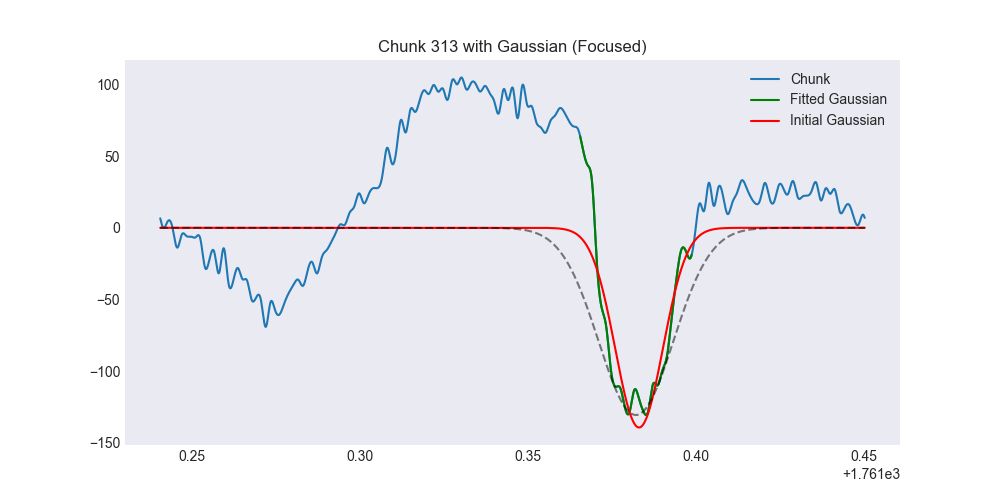 Chunk 313 with Gaussian (Focused)
Chunk
Fitted Gaussian
Initial Gaussian
100
50
0
−50
−100
−150
0.25 0.30 0.35 0.40 0.45
+1.761e3